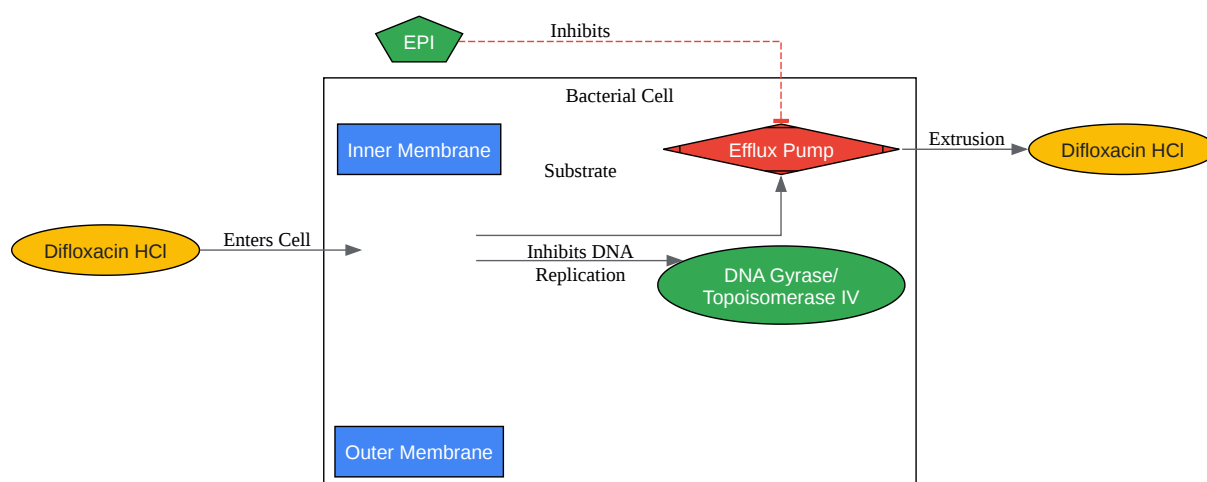 EPI
Inhibits
Bacterial Cell
Inner Membrane
Efflux Pump
Extrusion
Difloxacin HCl
Substrate
Difloxacin HCl
Enters Cell
Inhibits DNA
Replication
DNA Gyrase/
Topoisomerase IV
Outer Membrane